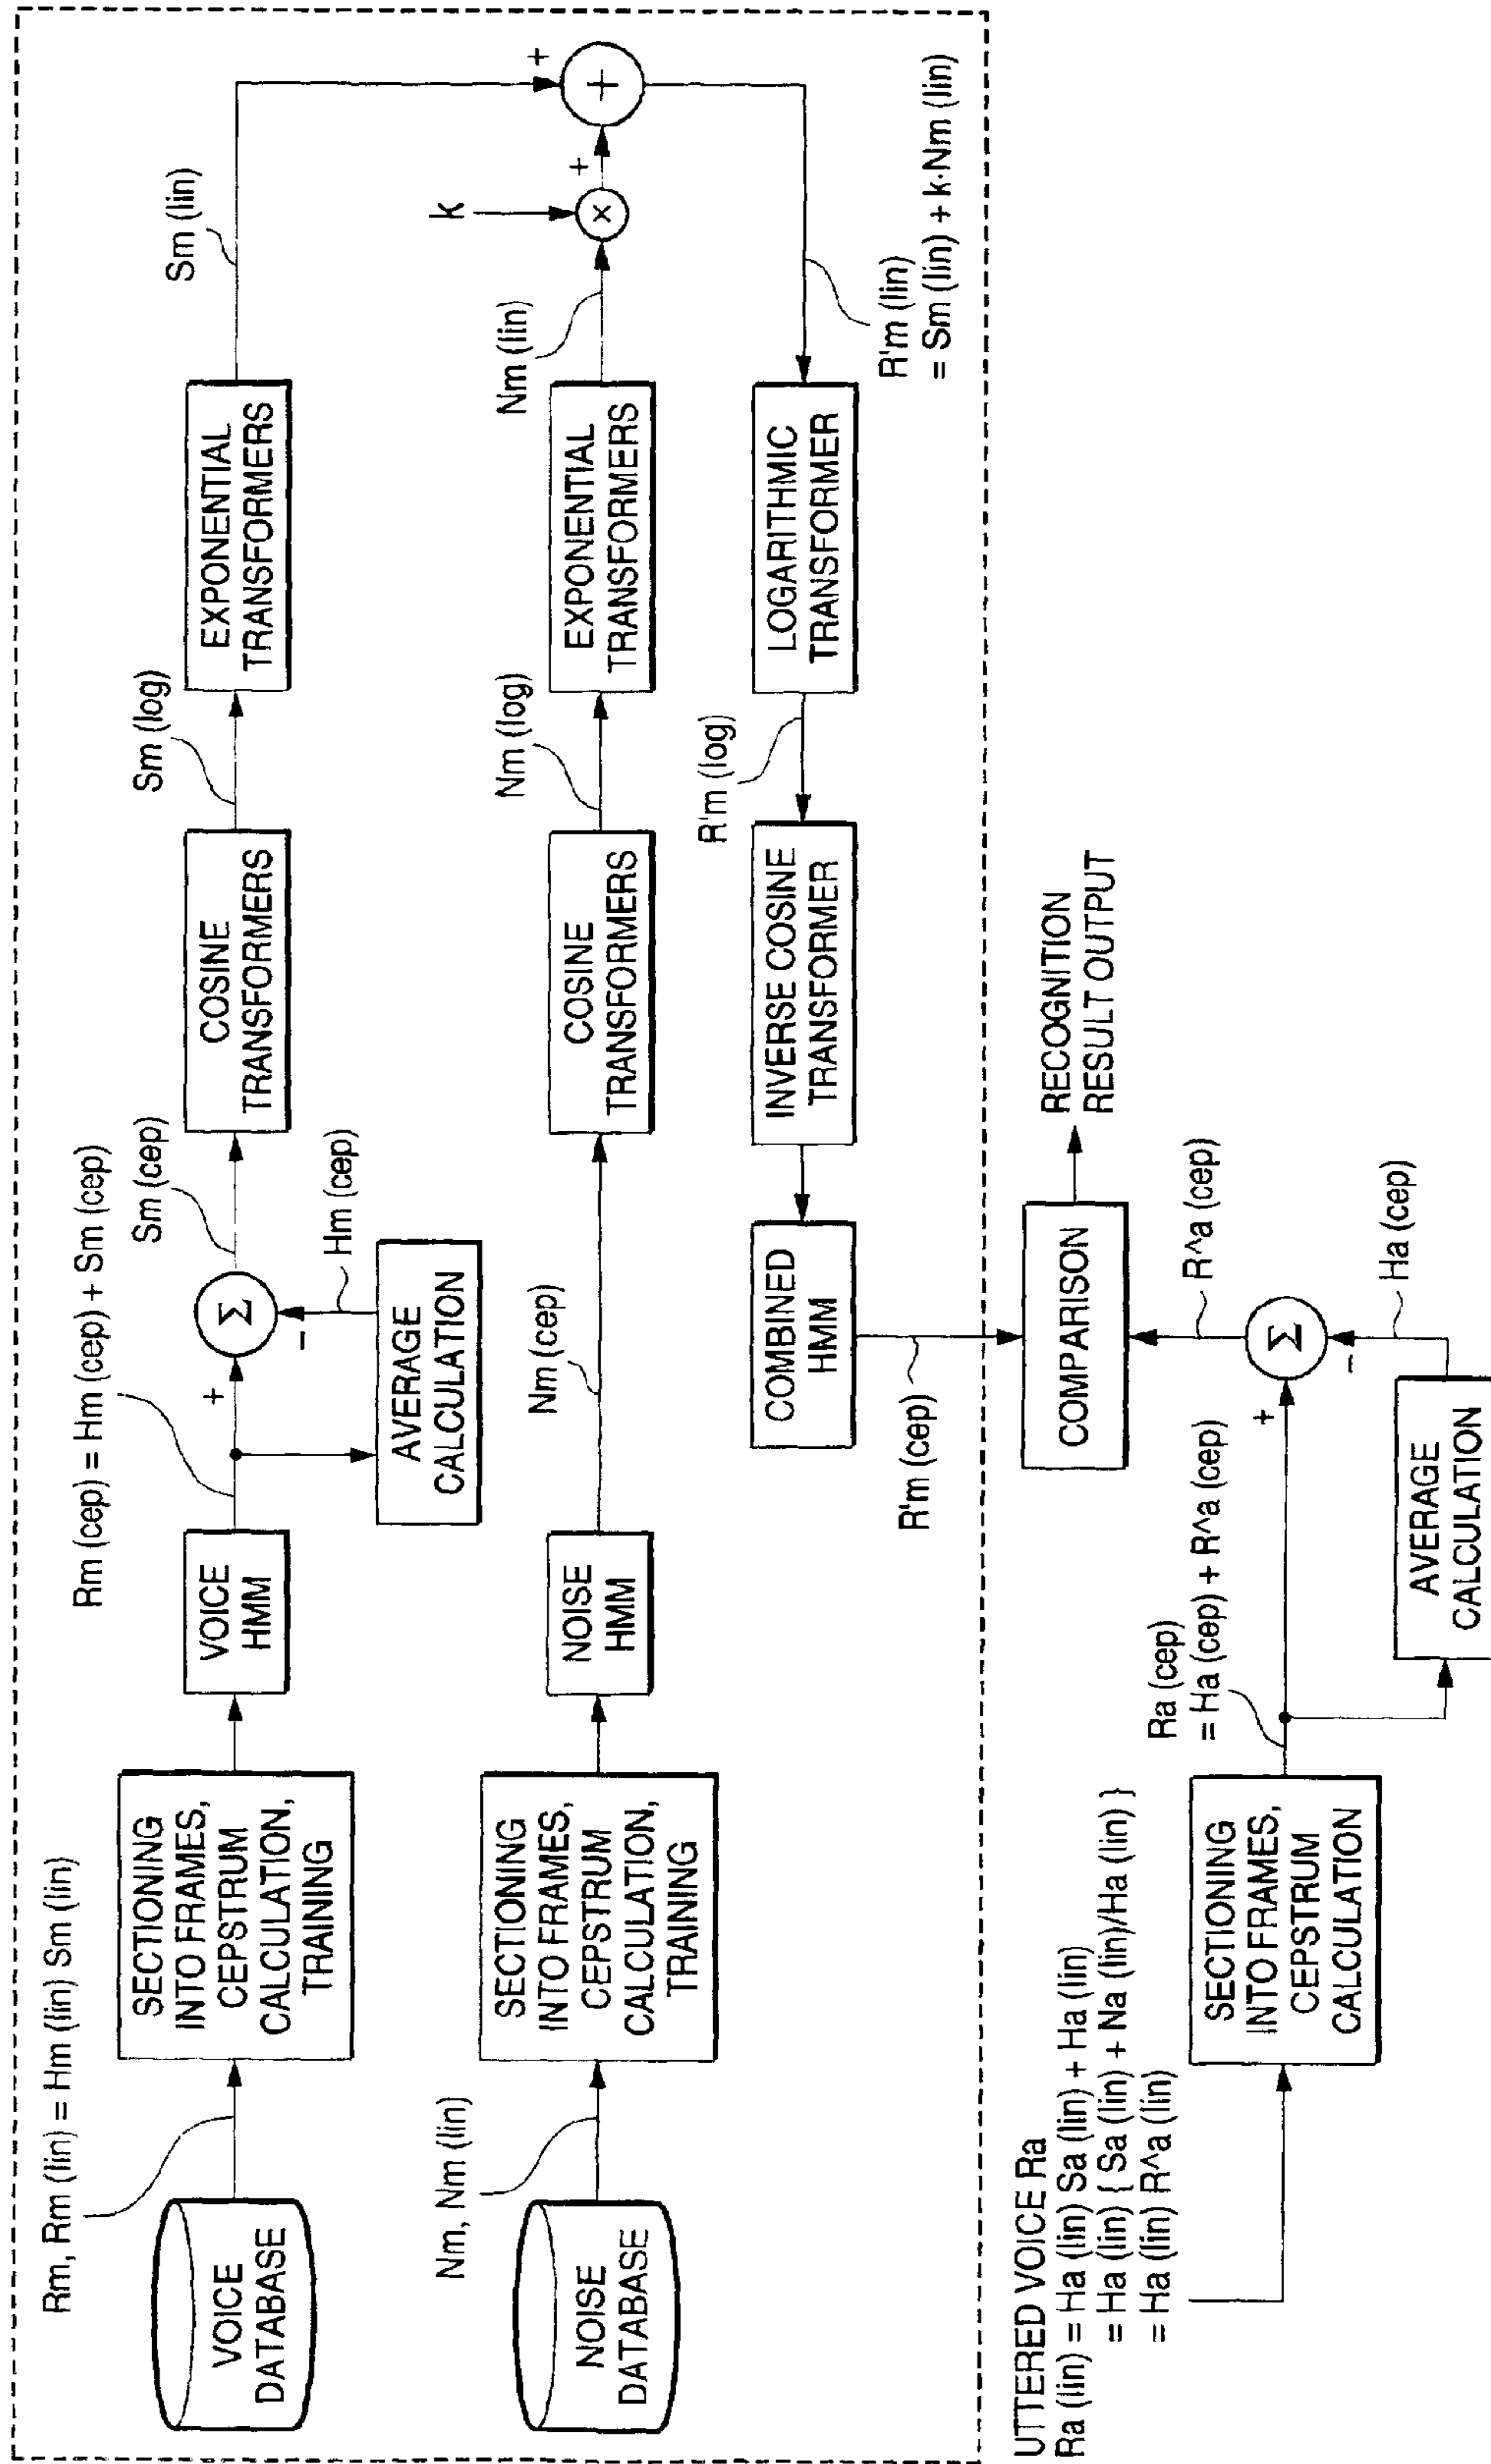 Rm, Rm (lin) = Hm (lin) Sm (lin)
VOICE
DATABASE
SECTIONING
INTO FRAMES,
CEPSTRUM
CALCULATION,
TRAINING
VOICE
HMM
Rm (cep) = Hm (cep) + Sm (cep)
+
Σ
−
Hm (cep)
AVERAGE
CALCULATION
Sm (cep)
COSINE
TRANSFORMERS
Sm (log)
EXPONENTIAL
TRANSFORMERS
Sm (lin)
Nm, Nm (lin)
NOISE
DATABASE
SECTIONING
INTO FRAMES,
CEPSTRUM
CALCULATION,
TRAINING
NOISE
HMM
Nm (cep)
COSINE
TRANSFORMERS
Nm (log)
EXPONENTIAL
TRANSFORMERS
Nm (lin)
k
×
+
+
+
R'm (lin)
= Sm (lin) + k·Nm (lin)
LOGARITHMIC
TRANSFORMER
R'm (log)
INVERSE COSINE
TRANSFORMER
COMBINED
HMM
R'm (cep)
UTTERED VOICE Ra
Ra (lin) = Ha (lin) Sa (lin) + Ha (lin)
= Ha (lin) { Sa (lin) + Na (lin)/Ha (lin) }
= Ha (lin) R^a (lin)
SECTIONING
INTO FRAMES,
CEPSTRUM
CALCULATION
Ra (cep)
= Ha (cep) + R^a (cep)
+
Σ
−
Ha (cep)
AVERAGE
CALCULATION
R^a (cep)
COMPARISON
RECOGNITION
RESULT OUTPUT